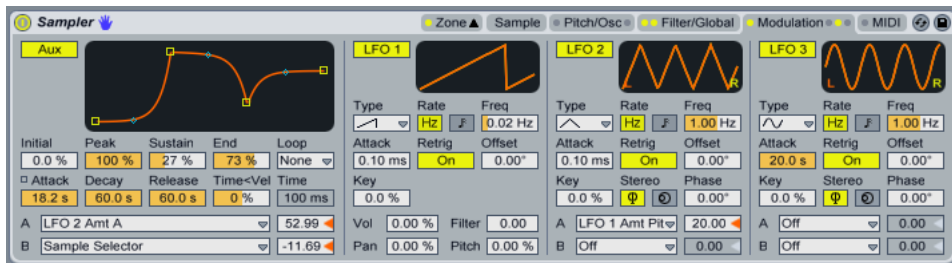 Sampler Zone Sample Pitch/Osc Filter/Global Modulation MIDI
Aux LFO 1 LFO 2 LFO 3
L R L R
Type Rate Freq Type Rate Freq Type Rate Freq
Hz 0.02 Hz Hz 1.00 Hz Hz 1.00 Hz
Initial Peak Sustain End Loop Attack Retrig Offset Attack Retrig Offset Attack Retrig Offset
0.0 % 100 % 27 % 73 % None 0.10 ms On 0.00° 0.10 ms On 0.00° 20.0 s On 0.00°
Attack Decay Release Time<Vel Time Key Key Stereo Phase Key Stereo Phase
18.2 s 60.0 s 60.0 s 0 % 100 ms 0.0 % 0.0 % Φ 0.00° 0.0 % Φ 0.00°
A LFO 2 Amt A 52.99 Vol 0.00 % Filter 0.00 A LFO 1 Amt Pit 20.00 A Off 0.00
B Sample Selector -11.69 Pan 0.00 % Pitch 0.00 % B Off 0.00 B Off 0.00